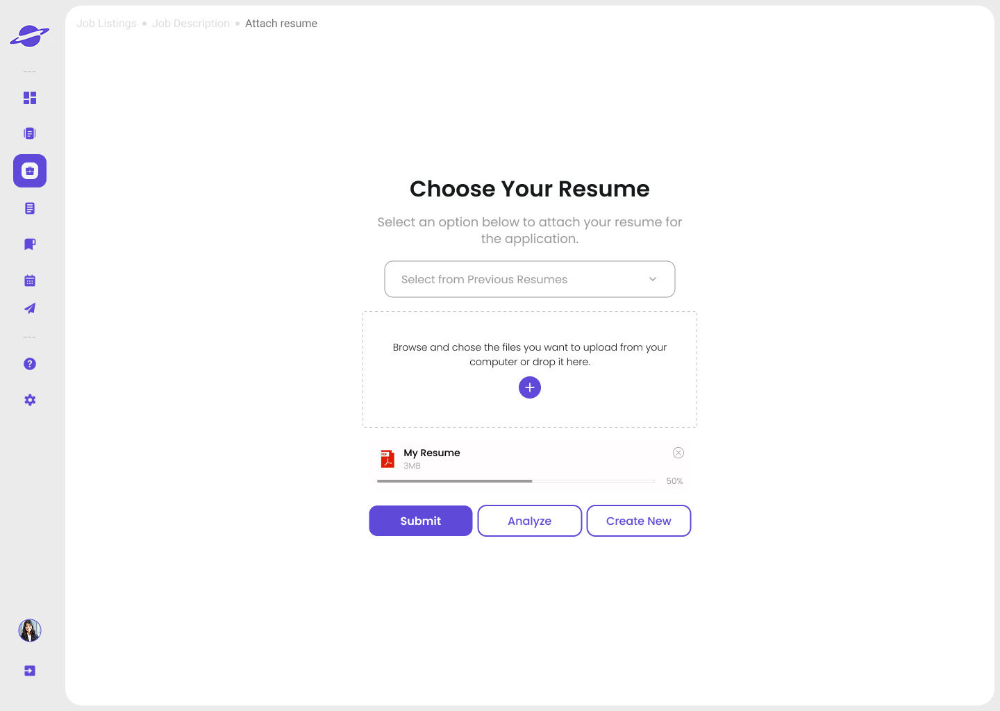 Job Listings • Job Description • Attach resume
Choose Your Resume
Select an option below to attach your resume for
the application.
Select from Previous Resumes
Browse and chose the files you want to upload from your
computer or drop it here.
PDF
My Resume
3MB
50%
Submit
Analyze
Create New